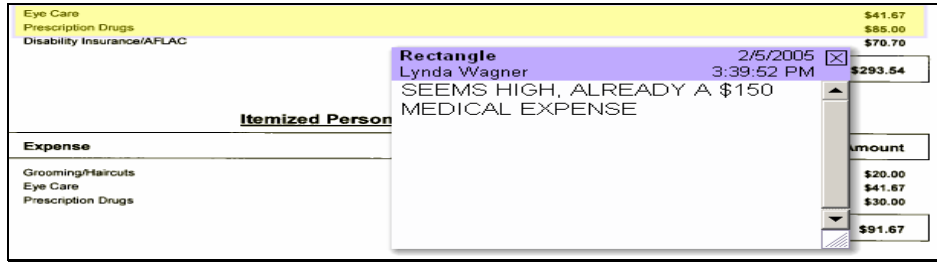 Eye Care $41.67
Prescription Drugs $85.00
Disability Insurance/AFLAC $70.70
Rectangle 2/5/2005
Lynda Wagner 3:39:52 PM $293.54
SEEMS HIGH, ALREADY A $150
MEDICAL EXPENSE
Itemized Person
Expense mount
Grooming/Haircuts $20.00
Eye Care $41.67
Prescription Drugs $30.00
$91.67